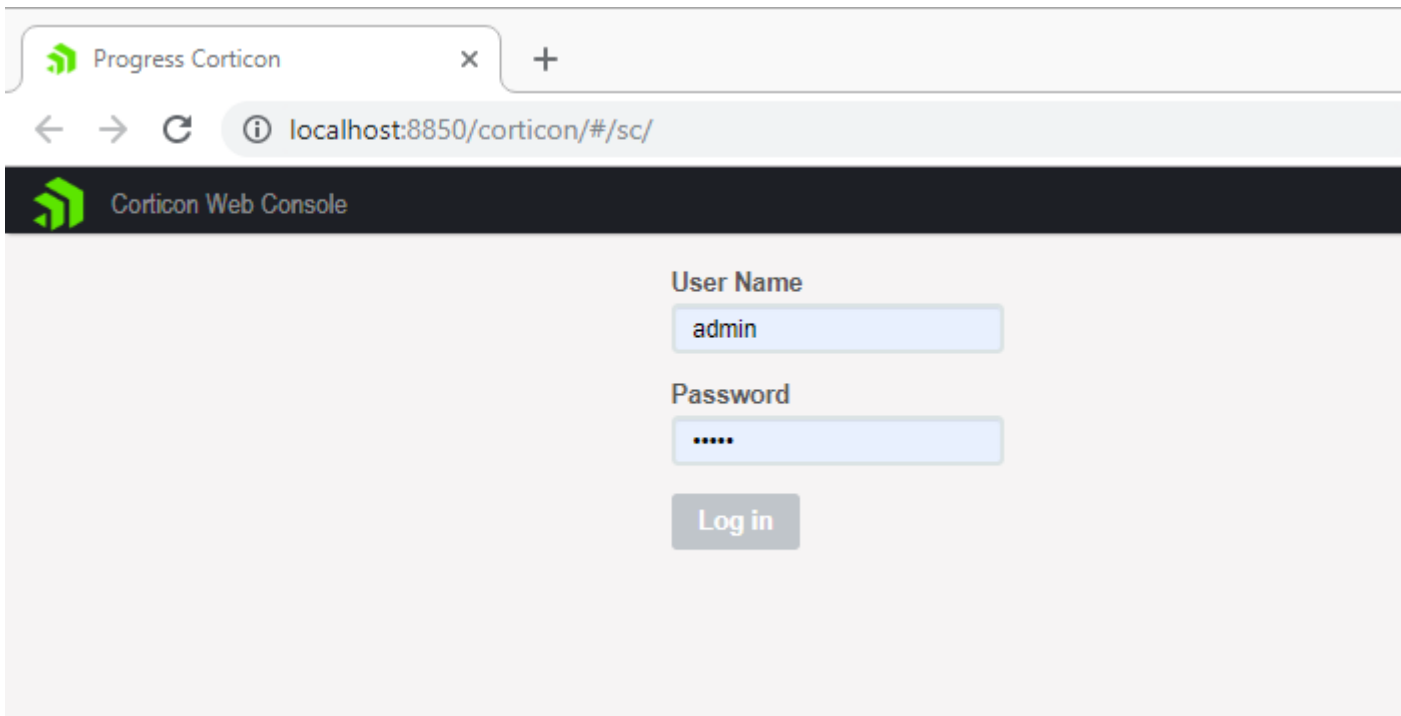 Progress Corticon
localhost:8850/corticon/#/sc/
Corticon Web Console
User Name
admin
Password
•••••
Log in